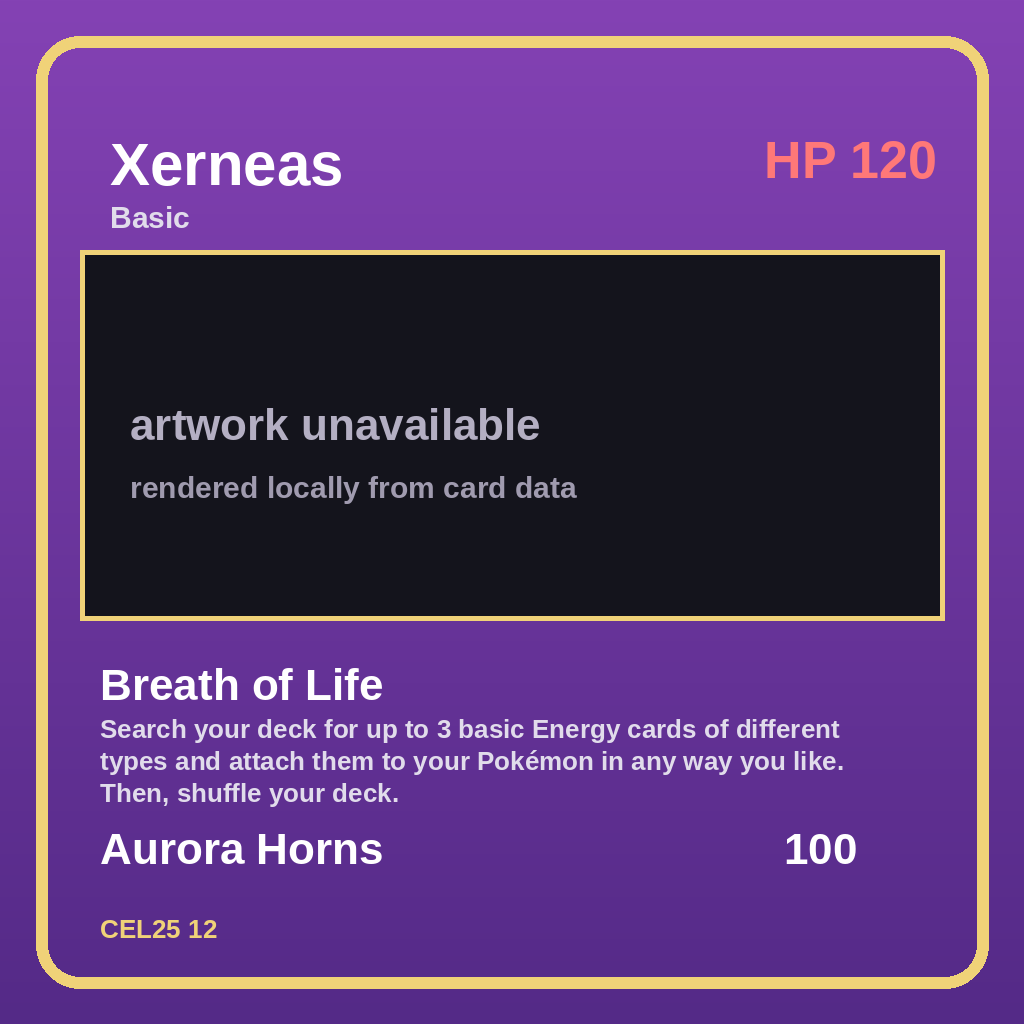 Xerneas
HP 120
Basic
artwork unavailable
rendered locally from card data
Breath of Life
Search your deck for up to 3 basic Energy cards of different
types and attach them to your Pokémon in any way you like.
Then, shuffle your deck.
Aurora Horns 100
CEL25 12